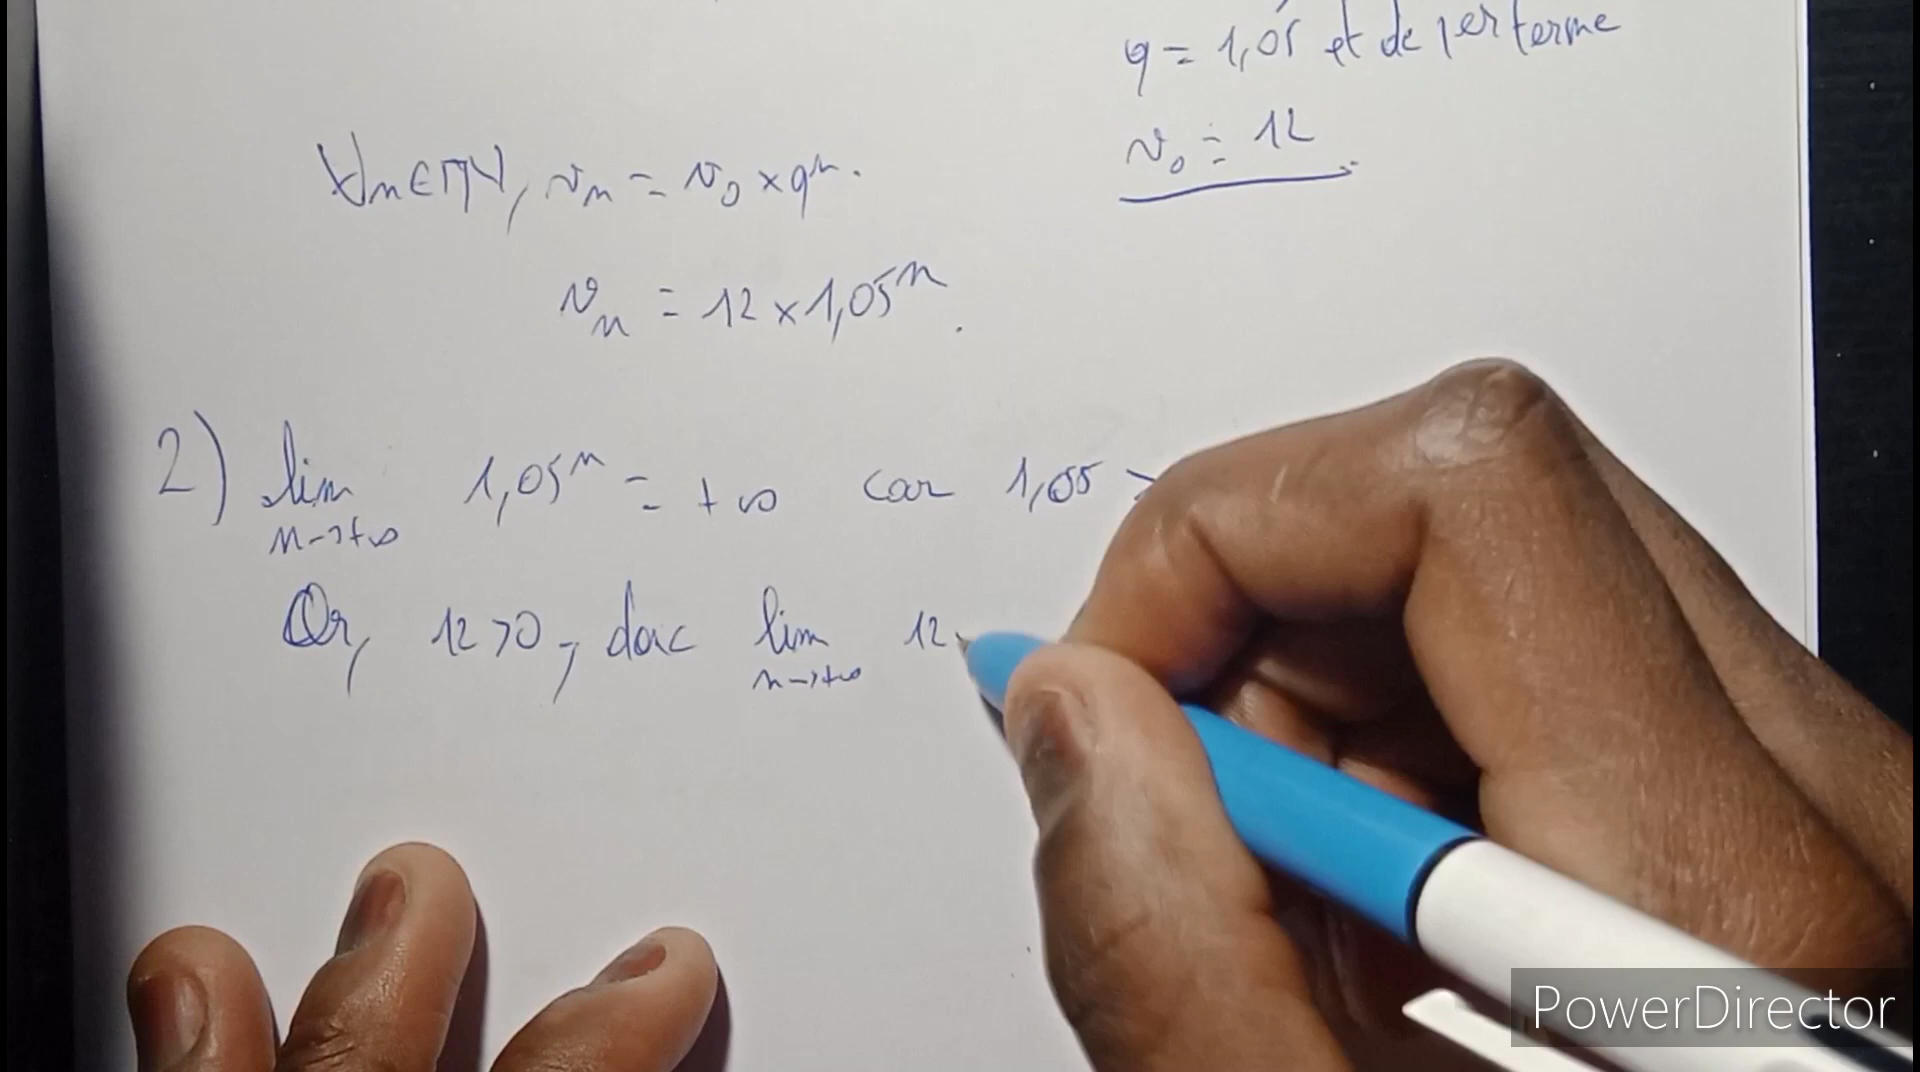 q = 1,05 et de 1er terme
v₀ = 12
∀n∈ℕ, vₙ = v₀ × qⁿ.
vₙ = 12 × 1,05ⁿ.
2) lim 1,05ⁿ = +∞ car 1,05 >
n→+∞
Or, 12>0, donc lim 12
n→+∞
PowerDirector